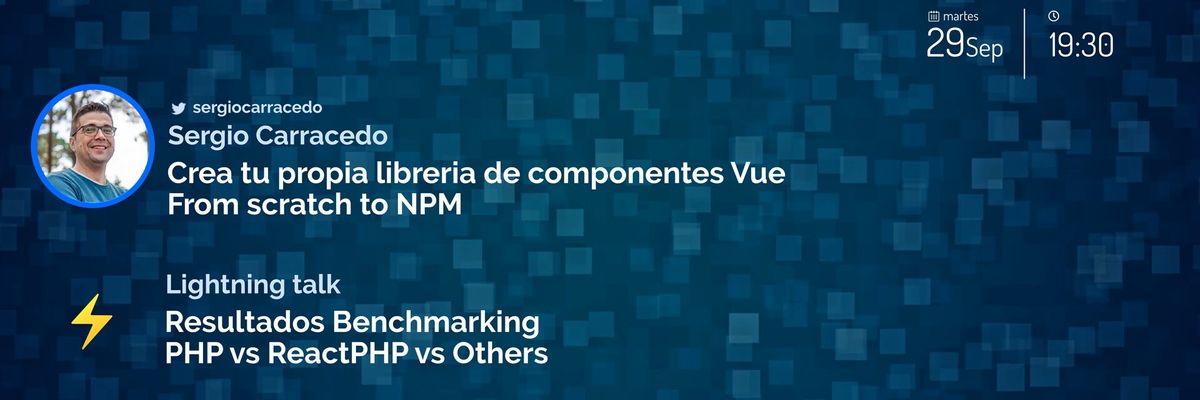 martes
29Sep
19:30
sergiocarracedo
Sergio Carracedo
Crea tu propia libreria de componentes Vue
From scratch to NPM
Lightning talk
Resultados Benchmarking
PHP vs ReactPHP vs Others